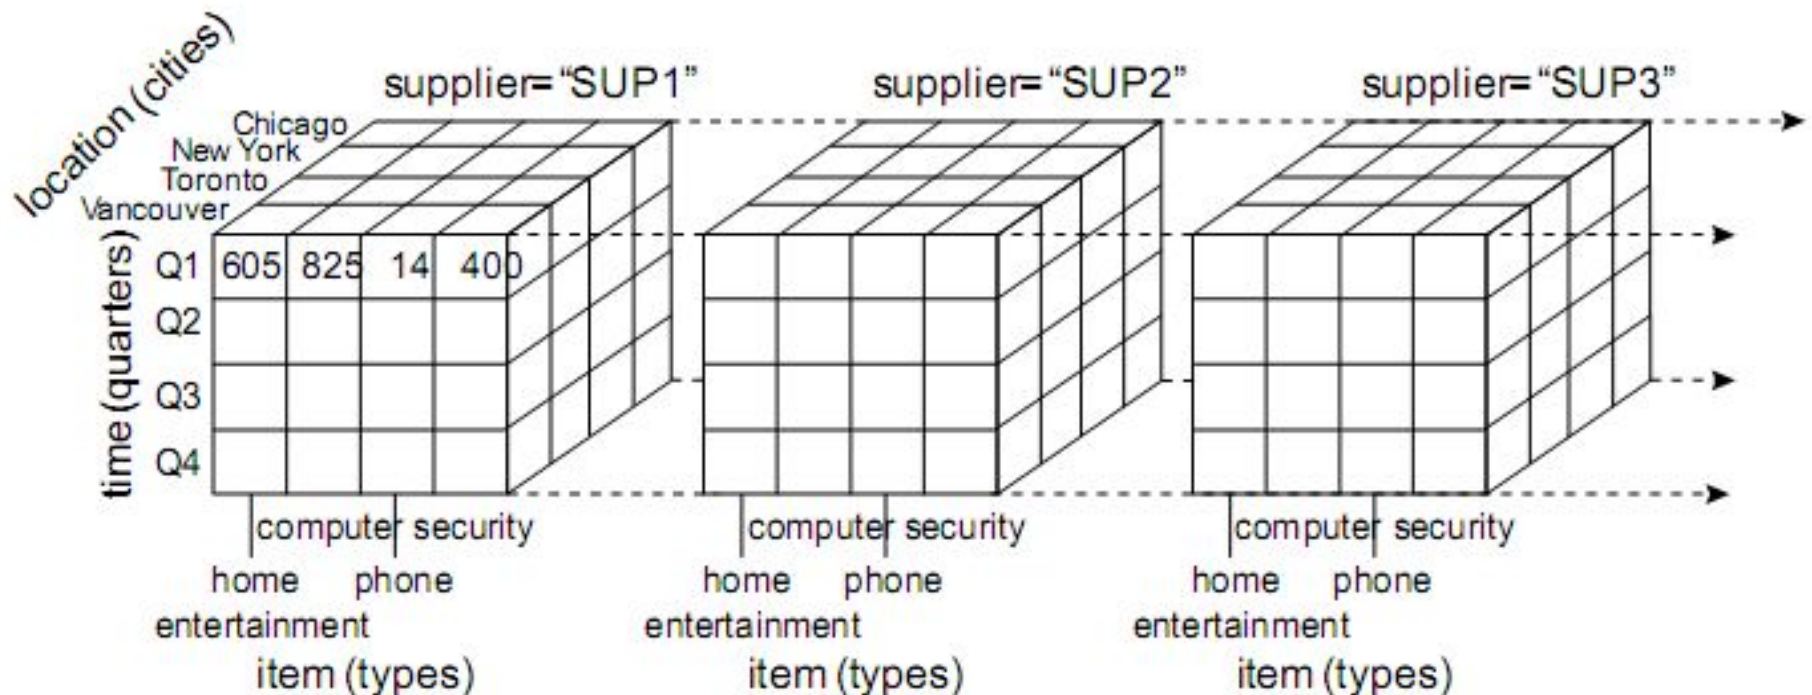 location (cities)
supplier= “SUP1” supplier= “SUP2” supplier= “SUP3”
Chicago
New York
Toronto
Vancouver
time (quarters)
Q1 605 825 14 400
Q2
Q3
Q4
computer security computer security computer security
home phone home phone home phone
entertainment entertainment entertainment
item (types) item (types) item (types)